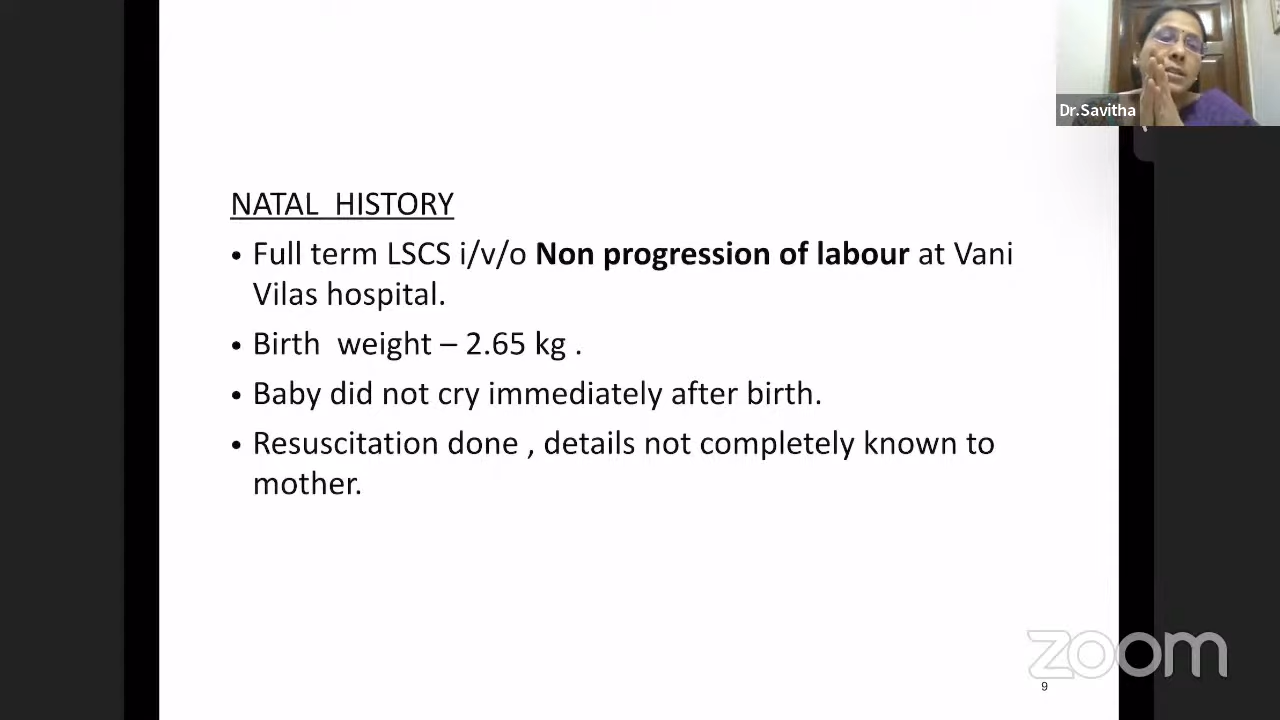 Dr.Savitha
NATAL HISTORY
• Full term LSCS i/v/o Non progression of labour at Vani
Vilas hospital.
• Birth weight – 2.65 kg .
• Baby did not cry immediately after birth.
• Resuscitation done , details not completely known to
mother.
zoom
9